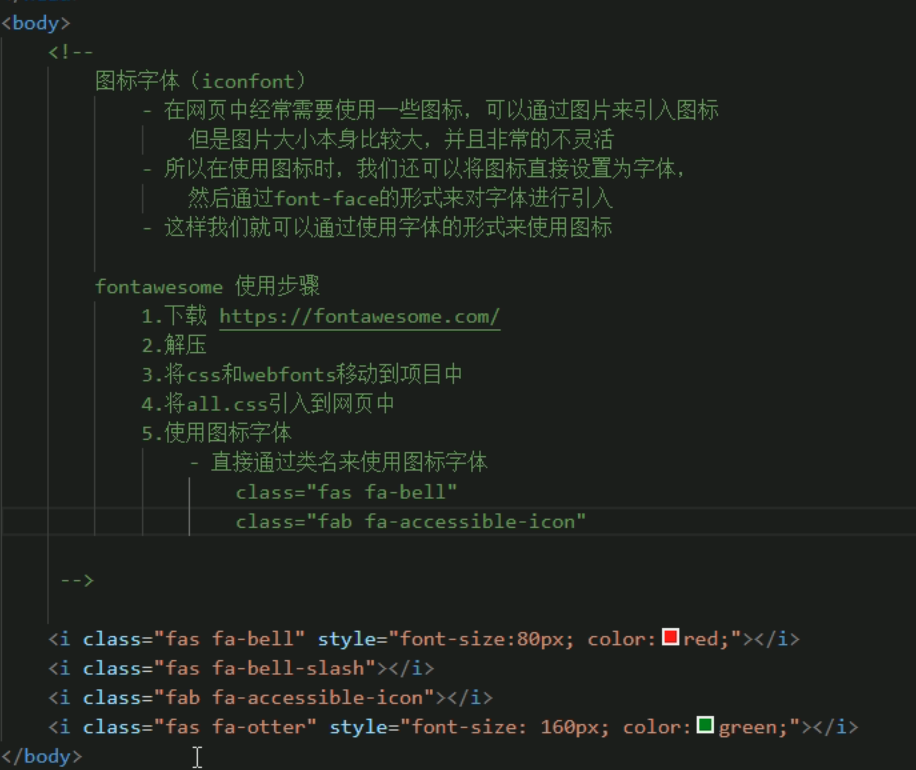 <body>
<!--
图标字体（iconfont）
- 在网页中经常需要使用一些图标，可以通过图片来引入图标
但是图片大小本身比较大，并且非常的不灵活
- 所以在使用图标时，我们还可以将图标直接设置为字体，
然后通过font-face的形式来对字体进行引入
- 这样我们就可以通过使用字体的形式来使用图标
fontawesome 使用步骤
1.下载 https://fontawesome.com/
2.解压
3.将css和webfonts移动到项目中
4.将all.css引入到网页中
5.使用图标字体
- 直接通过类名来使用图标字体
class="fas fa-bell"
class="fab fa-accessible-icon"
-->
<i class="fas fa-bell" style="font-size:80px; color:red;"></i>
<i class="fas fa-bell-slash"></i>
<i class="fab fa-accessible-icon"></i>
<i class="fas fa-otter" style="font-size: 160px; color:green;"></i>
</body>